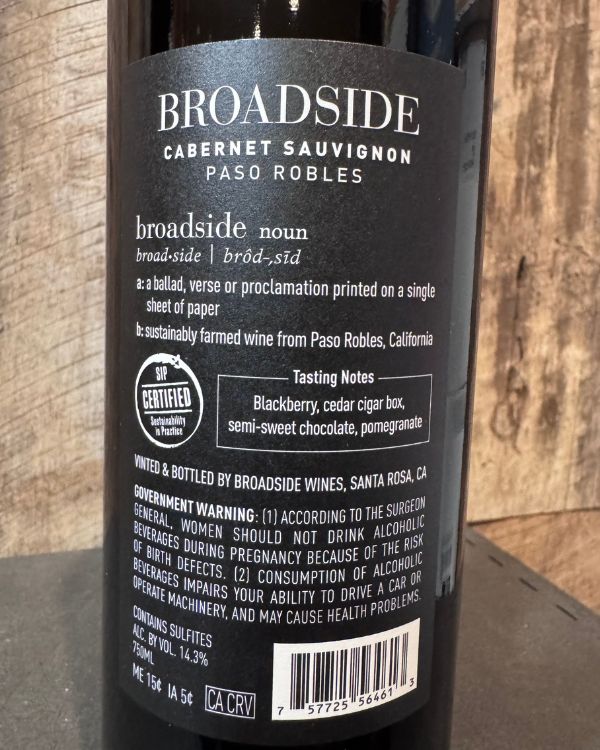 BROADSIDE
CABERNET SAUVIGNON
PASO ROBLES
broadside noun
broad•side | brôd-,sīd
a: a ballad, verse or proclamation printed on a single
sheet of paper
b: sustainably farmed wine from Paso Robles, California
SIP
CERTIFIED
Sustainability
in Practice
Tasting Notes
Blackberry, cedar cigar box,
semi-sweet chocolate, pomegranate
VINTED & BOTTLED BY BROADSIDE WINES, SANTA ROSA, CA
GOVERNMENT WARNING: (1) ACCORDING TO THE SURGEON
GENERAL, WOMEN SHOULD NOT DRINK ALCOHOLIC
BEVERAGES DURING PREGNANCY BECAUSE OF THE RISK
OF BIRTH DEFECTS. (2) CONSUMPTION OF ALCOHOLIC
BEVERAGES IMPAIRS YOUR ABILITY TO DRIVE A CAR OR
OPERATE MACHINERY, AND MAY CAUSE HEALTH PROBLEMS.
CONTAINS SULFITES
ALC. BY VOL. 14.3%
750ML
ME 15¢ IA 5¢ CA CRV
7 57725 56461 3